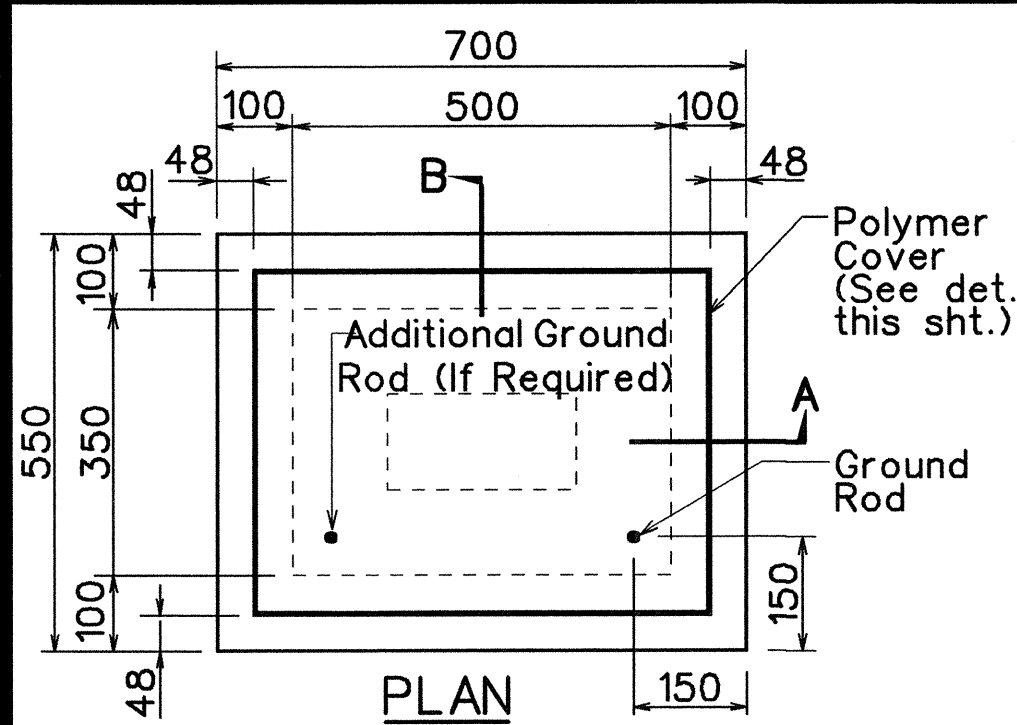 700
100 500 100
48 48
48
B
Polymer
Cover
(See det.
this sht.)
100
Additional Ground
Rod (If Required)
A
550
350
Ground
Rod
100
150
48
150
PLAN